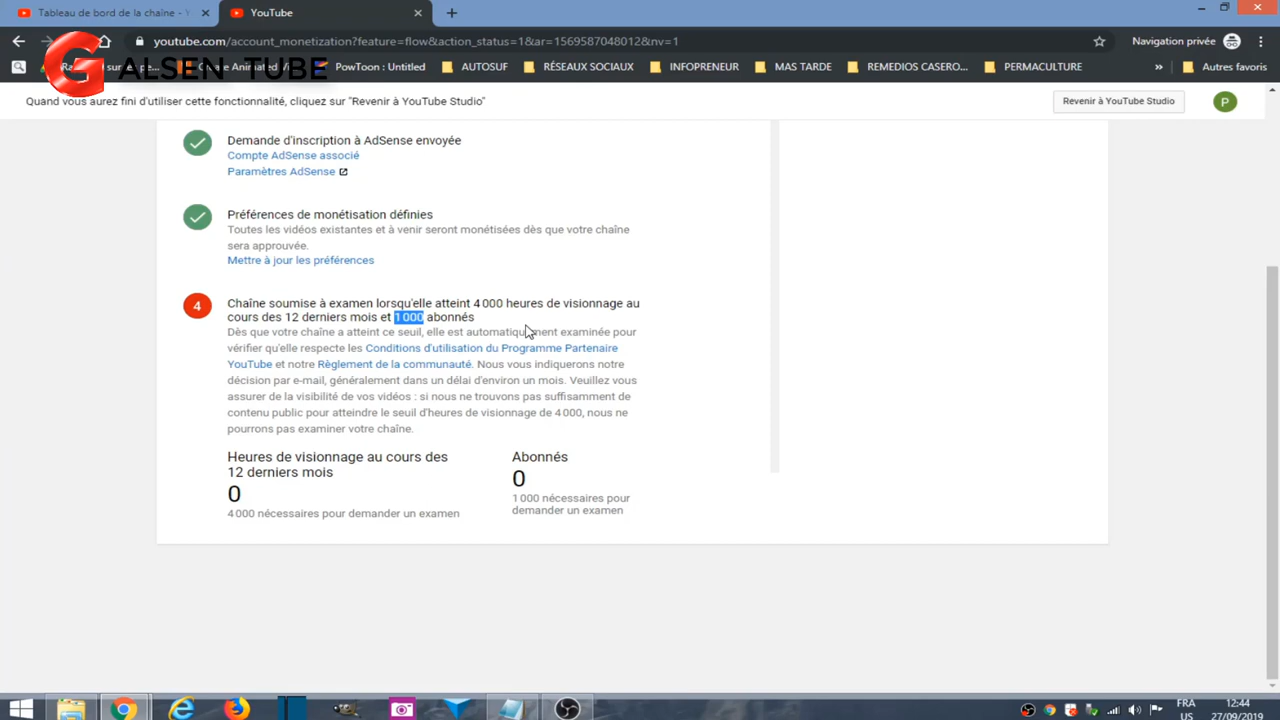 Tableau de bord de la chaîne - Y
YouTube
youtube.com/account_monetization?feature=flow&action_status=1&ar=1569587048012&nv=1
Navigation privée
GALSEN TUBE
PowToon : Untitled
AUTOSUF
RÉSEAUX SOCIAUX
INFOPRENEUR
MAS TARDE
REMEDIOS CASERO...
PERMACULTURE
»
Autres favoris
Quand vous aurez fini d'utiliser cette fonctionnalité, cliquez sur "Revenir à YouTube Studio"
Revenir à YouTube Studio
P
Demande d'inscription à AdSense envoyée
Compte AdSense associé
Paramètres AdSense
Préférences de monétisation définies
Toutes les vidéos existantes et à venir seront monétisées dès que votre chaîne
sera approuvée.
Mettre à jour les préférences
4
Chaîne soumise à examen lorsqu'elle atteint 4 000 heures de visionnage au
cours des 12 derniers mois et 1 000 abonnés
Dès que votre chaîne a atteint ce seuil, elle est automatiquement examinée pour
vérifier qu'elle respecte les Conditions d'utilisation du Programme Partenaire
YouTube et notre Règlement de la communauté. Nous vous indiquerons notre
décision par e-mail, généralement dans un délai d'environ un mois. Veuillez vous
assurer de la visibilité de vos vidéos : si nous ne trouvons pas suffisamment de
contenu public pour atteindre le seuil d'heures de visionnage de 4 000, nous ne
pourrons pas examiner votre chaîne.
Heures de visionnage au cours des
12 derniers mois
0
4 000 nécessaires pour demander un examen
Abonnés
0
1 000 nécessaires pour
demander un examen
FRA
US
12:44
27/09/2019